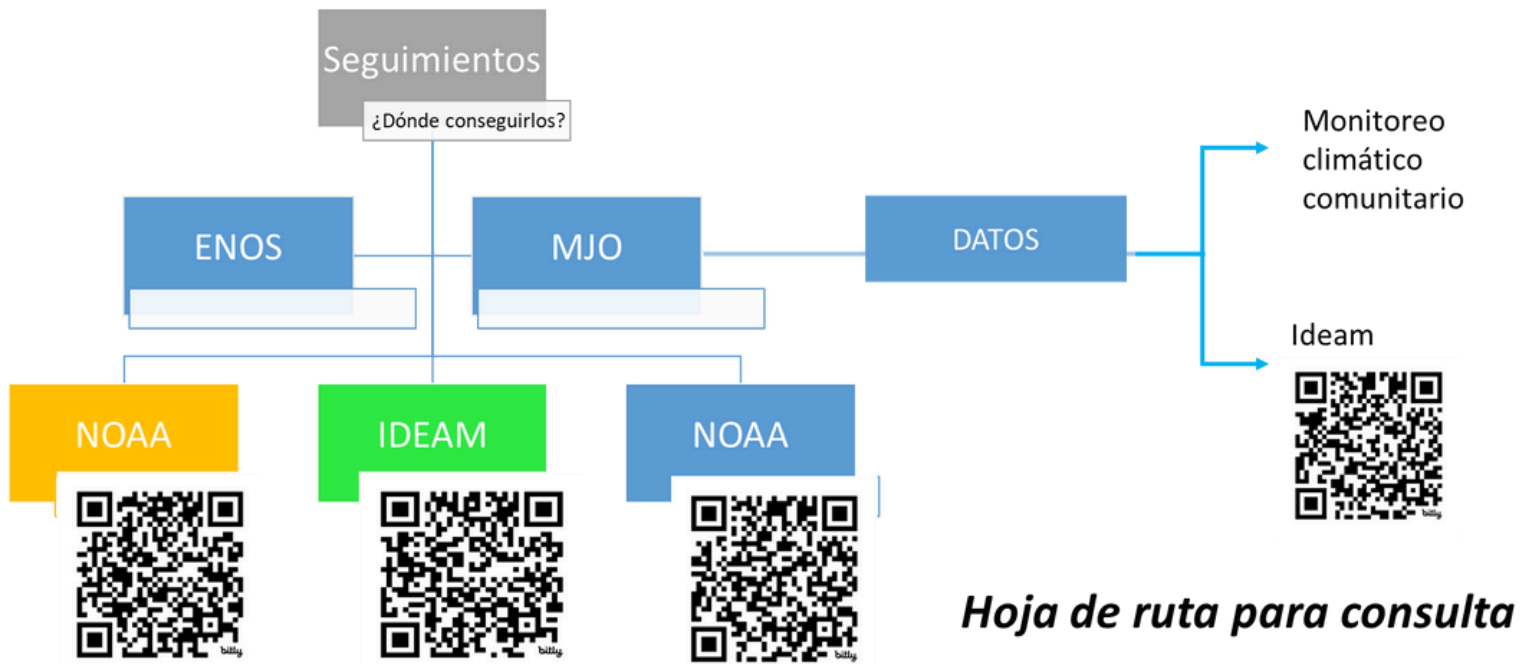 Seguimientos
¿Dónde conseguirlos?
Monitoreo
climático
comunitario
ENOS
MJO
DATOS
Ideam
NOAA
IDEAM
NOAA
bitly
bitly
bitly
bitly
Hoja de ruta para consulta